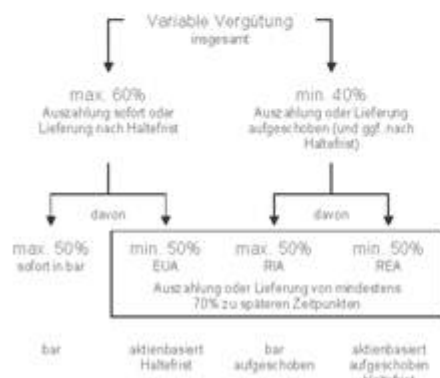 Variable Vergütung
insgesamt
max. 60%
Auszahlung sofort oder
Lieferung nach Haltefrist
min. 40%
Auszahlung oder Lieferung
aufgeschoben (und ggf. nach
Haltefrist)
davon
davon
max. 50%
sofort in bar
min. 50%
EUA
max. 50%
RIA
min. 50%
REA
Auszahlung oder Lieferung von mindestens
70% zu späteren Zeitpunkten
bar
aktienbasiert
Haltefrist
bar
aufgeschoben
aktienbasiert
aufgeschoben
Haltefrist